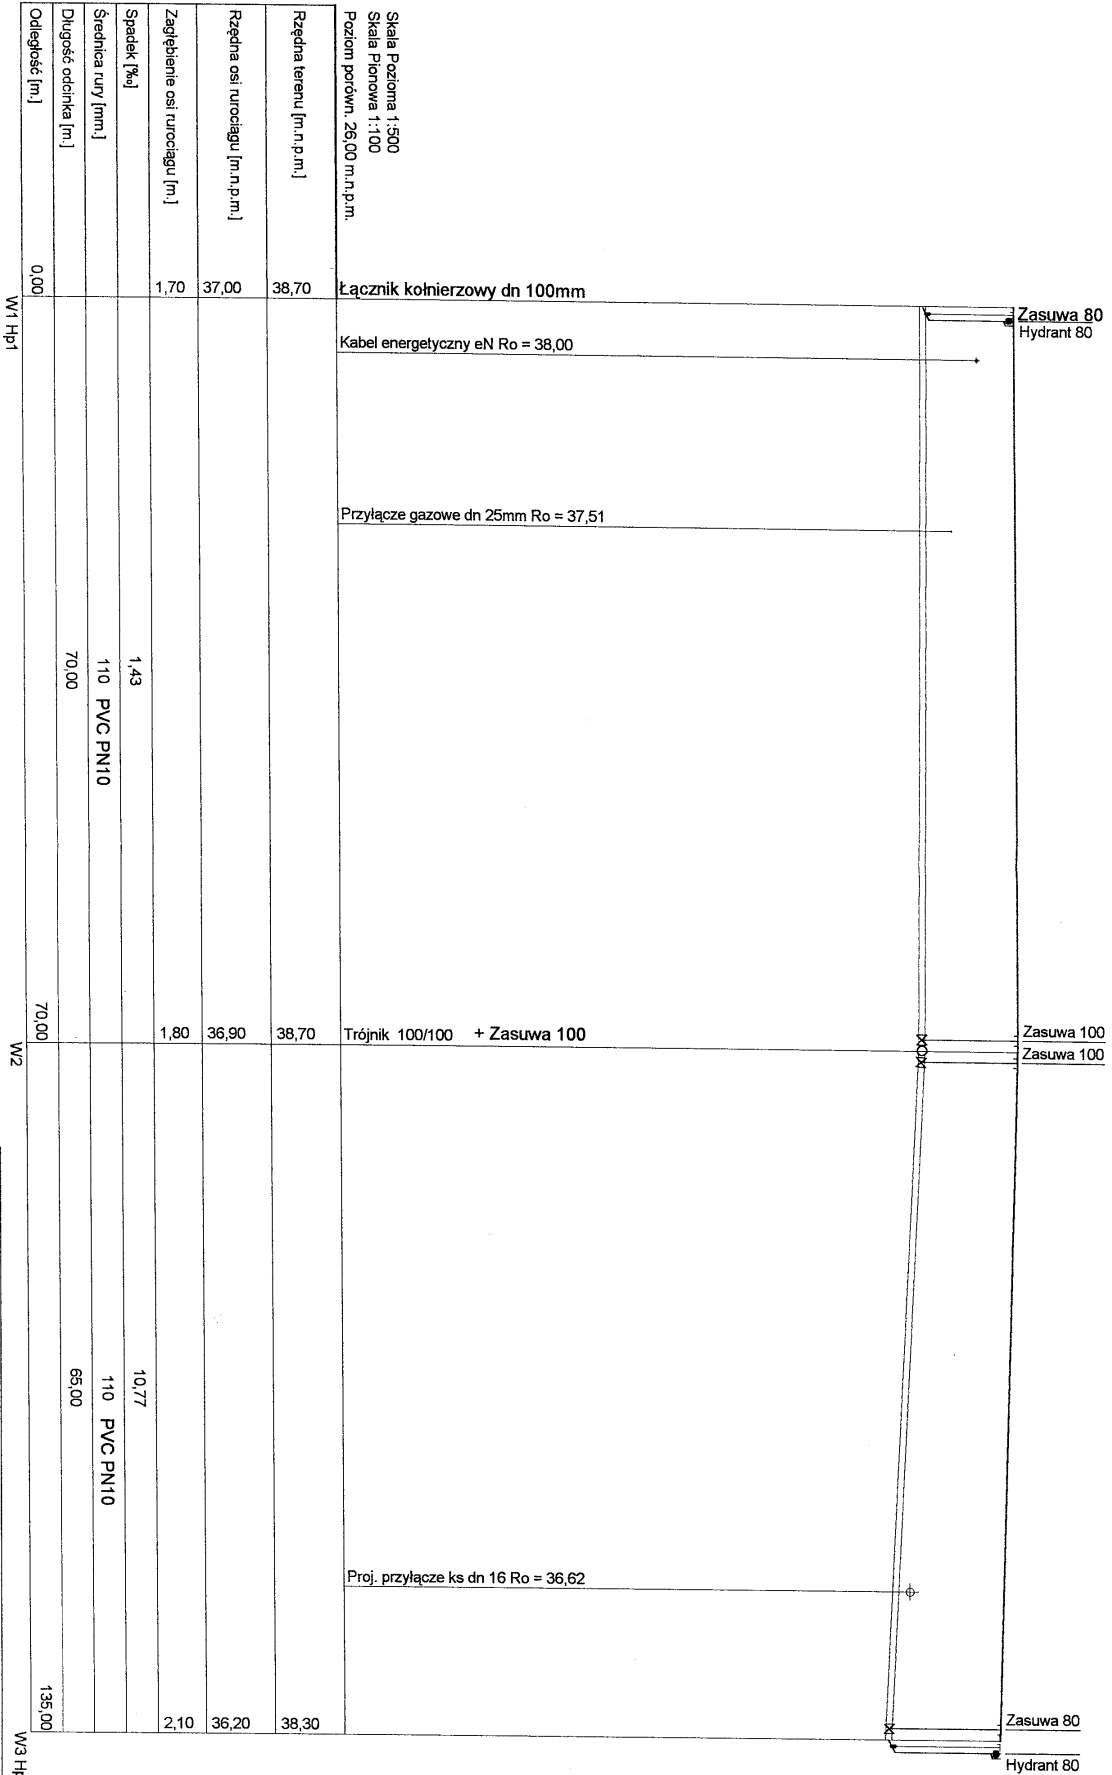 Skala Pozioma 1:500
Skala Pionowa 1:100
Poziom porówn. 26,00 m.n.p.m.
Rzędna terenu [m.n.p.m.]
Rzędna osi rurociągu [m.n.p.m.]
Zagłębienie osi rurociągu [m.]
Spadek [‰]
Średnica rury [mm.]
Długość odcinka [m.]
Odległość [m.]
0,00
1,70 37,00 38,70 Łącznik kołnierzowy dn 100mm
W1 Hp1
Zasuwa 80
Hydrant 80
Kabel energetyczny eN Ro = 38,00
Przyłącze gazowe dn 25mm Ro = 37,51
1,43
110 PVC PN10
70,00
70,00
1,80 36,90 38,70 Trójnik 100/100 + Zasuwa 100
W2
Zasuwa 100
Zasuwa 100
10,77
110 PVC PN10
65,00
Proj. przyłącze ks dn 16 Ro = 36,62
135,00
2,10 36,20 38,30
W3
Zasuwa 80
Hydrant 80